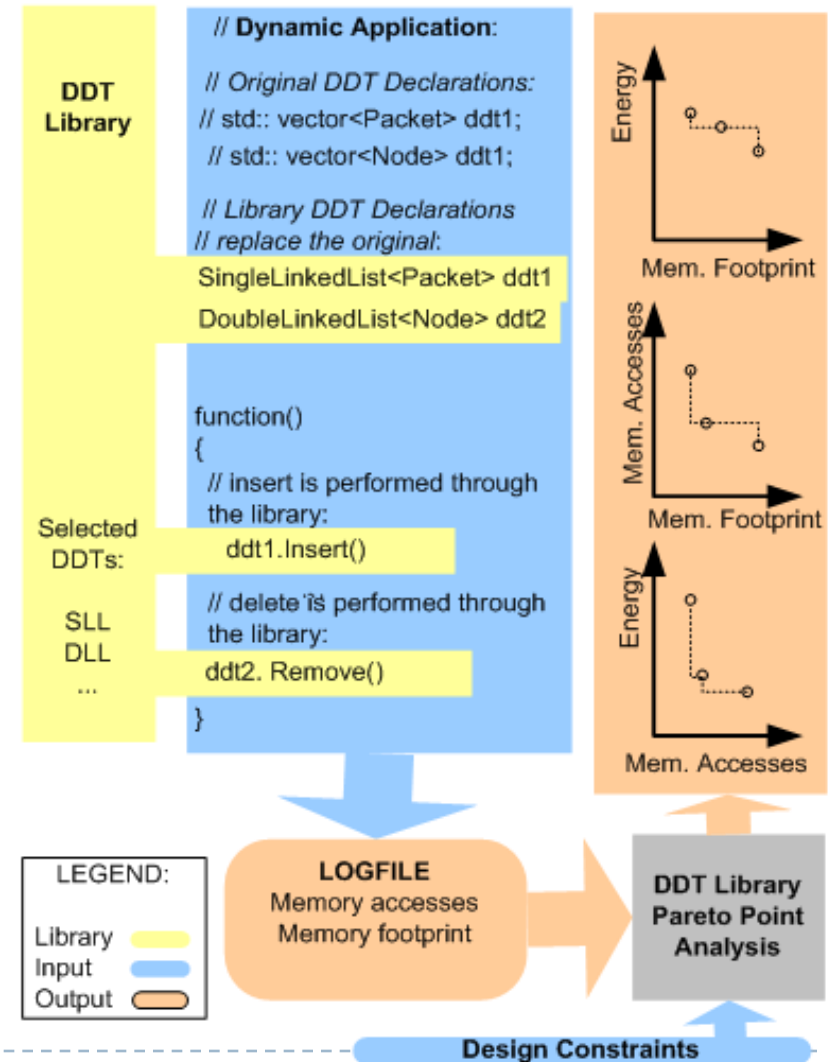 DDT
Library
Selected
DDTs:
SLL
DLL
...
// Dynamic Application:
// Original DDT Declarations:
// std:: vector<Packet> ddt1;
// std:: vector<Node> ddt1;
// Library DDT Declarations
// replace the original:
SingleLinkedList<Packet> ddt1
DoubleLinkedList<Node> ddt2
function()
{
// insert is performed through
the library:
ddt1.Insert()
// delete is performed through
the library:
ddt2. Remove()
}
Energy
Mem. Footprint
Mem. Accesses
Mem. Footprint
Energy
Mem. Accesses
LEGEND:
Library
Input
Output
LOGFILE
Memory accesses
Memory footprint
DDT Library
Pareto Point
Analysis
Design Constraints